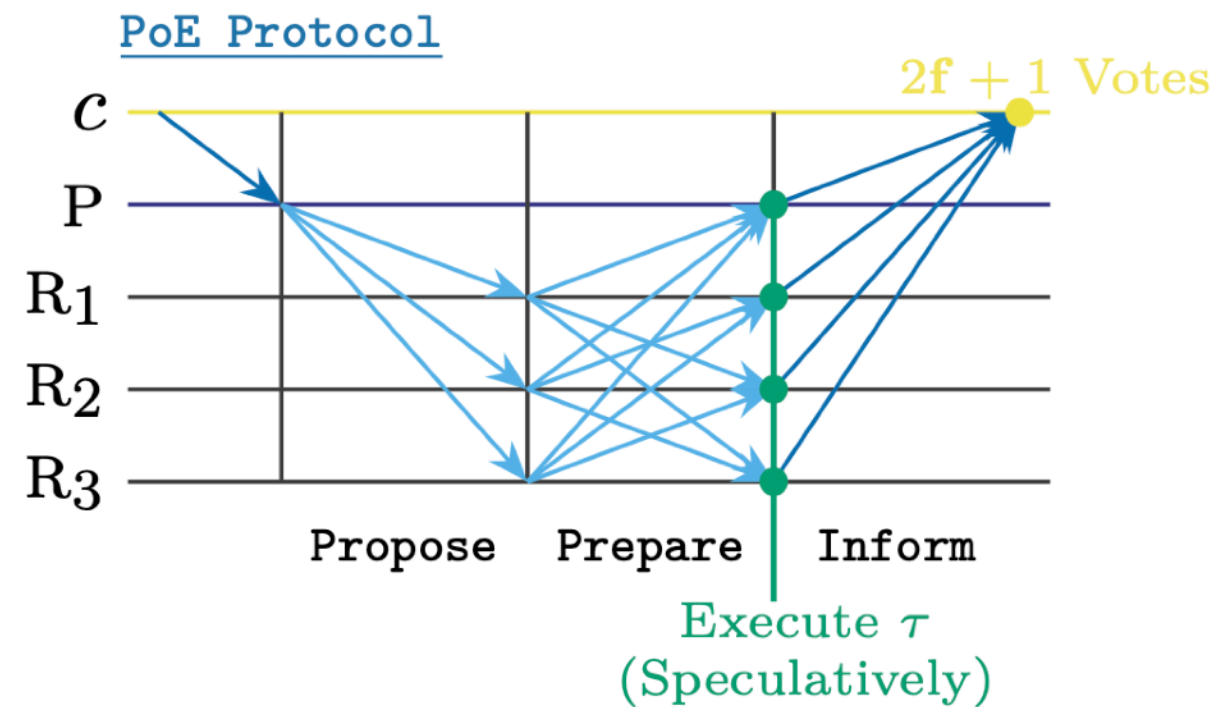 PoE Protocol
2f + 1 Votes
c
P
R1
R2
R3
Propose Prepare Inform
Execute τ
(Speculatively)